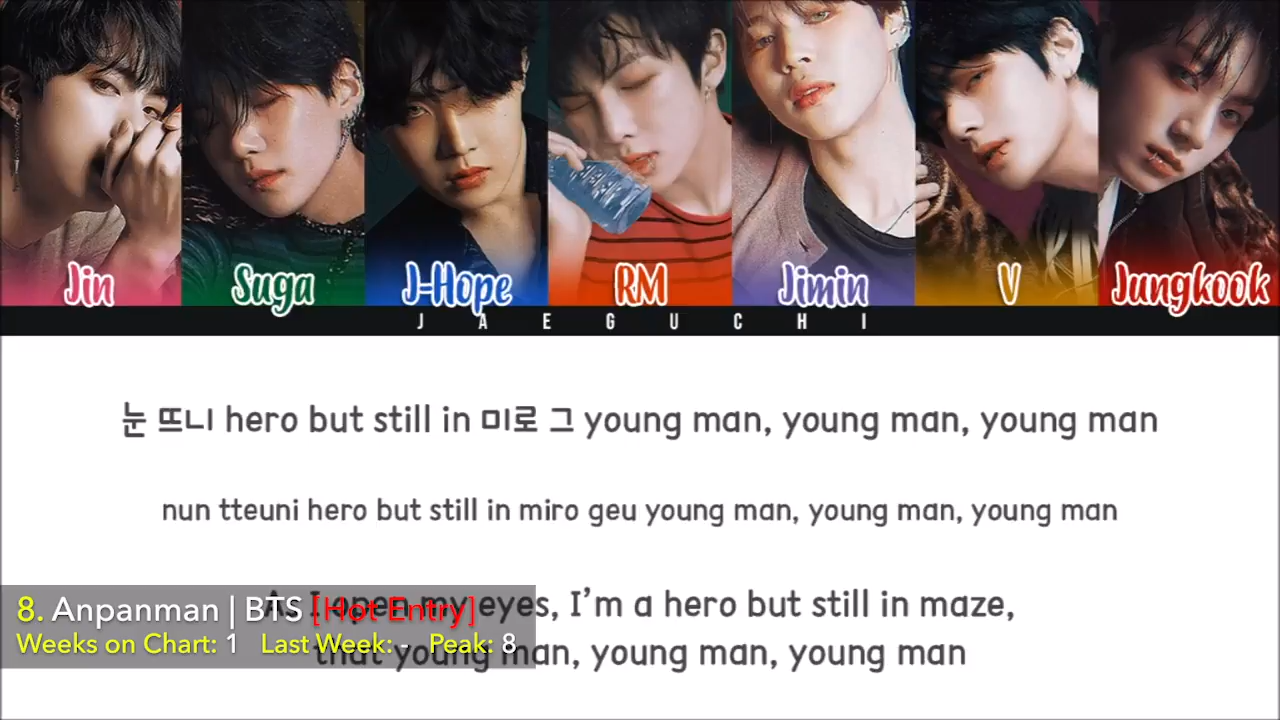 Jin Suga J-Hope RM Jimin V Jungkook
JAEGUCHI
눈 뜨니 hero but still in 미로 그 young man, young man, young man
nun tteuni hero but still in miro geu young man, young man, young man
As I open my eyes, I'm a hero but still in maze,
that young man, young man, young man
8. Anpanman | BTS [Hot Entry]
Weeks on Chart: 1 Last Week: - Peak: 8